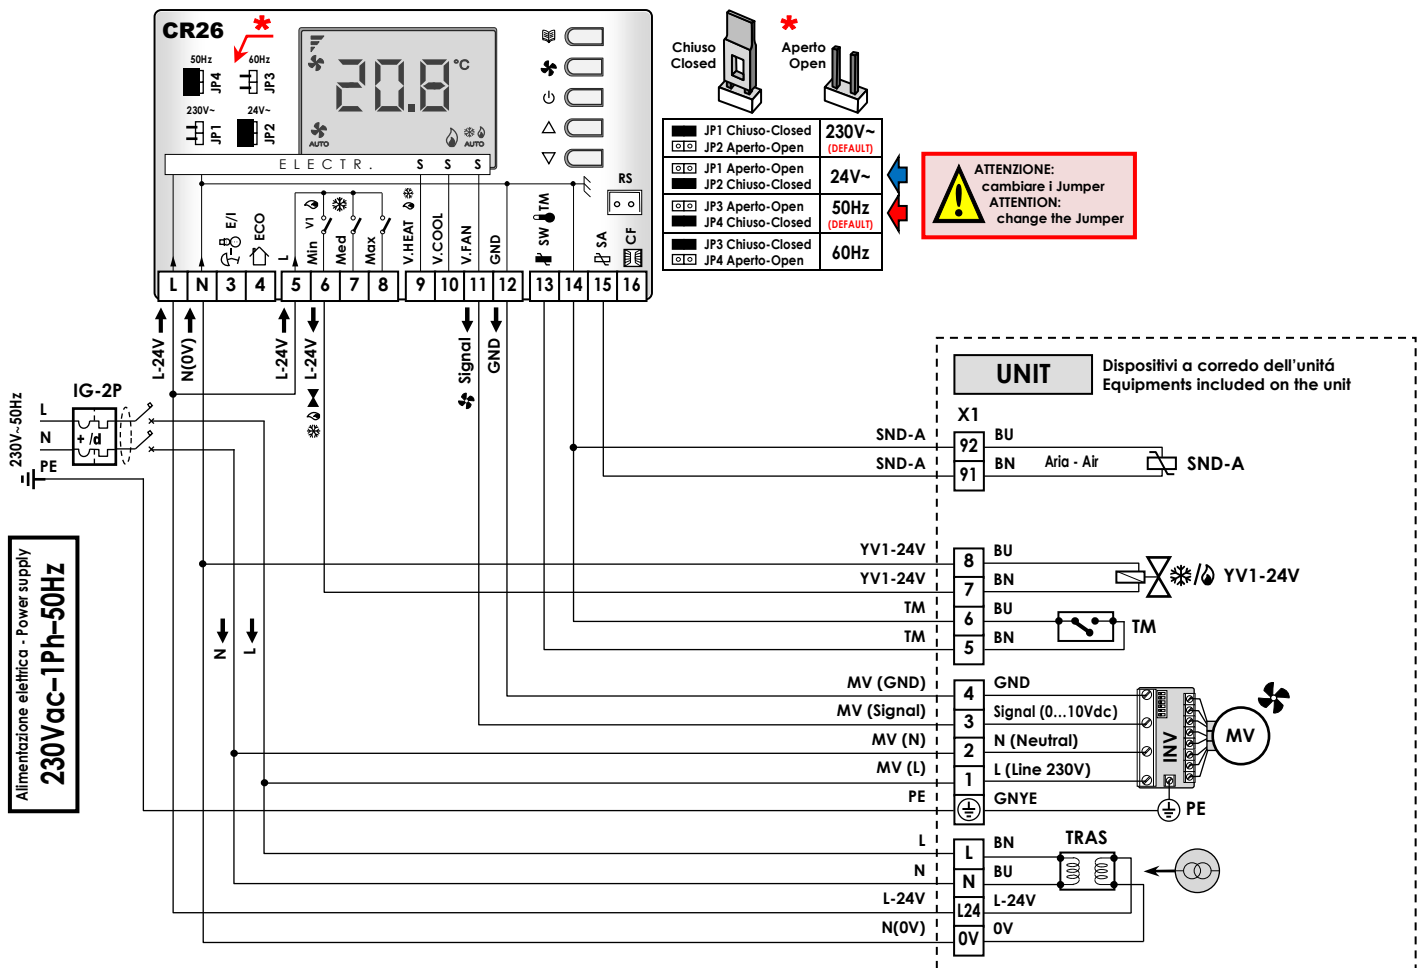 CR26
*
50Hz
JP4
60Hz
JP3
230V~
JP1
24V~
JP2
20.8 °C
AUTO
AUTO
ELECTR. S S S
RS
E/I
ECO
L
Min V1
Med
Max
V.HEAT
V.COOL
V.FAN
GND
SW TM
SA
CF
L N 3 4 5 6 7 8 9 10 11 12 13 14 15 16
Chiuso
Closed
*
Aperto
Open
JP1 Chiuso-Closed
JP2 Aperto-Open
230V~
(DEFAULT)
JP1 Aperto-Open
JP2 Chiuso-Closed
24V~
JP3 Aperto-Open
JP4 Chiuso-Closed
50Hz
(DEFAULT)
JP3 Chiuso-Closed
JP4 Aperto-Open
60Hz
!
ATTENZIONE:
cambiare i Jumper
ATTENTION:
change the Jumper
L-24V
N(0V)
L-24V
L-24V
Signal
GND
IG-2P
230V~50Hz
L
N
PE
+ /d
Alimentazione elettrica - Power supply
230Vac–1Ph–50Hz
N
L
UNIT
Dispositivi a corredo dell'unitá
Equipments included on the unit
X1
SND-A 92 BU
SND-A 91 BN
Aria - Air
SND-A
YV1-24V 8 BU
YV1-24V 7 BN
YV1-24V
TM 6 BU
TM 5 BN
TM
MV (GND) 4 GND
MV (Signal) 3 Signal (0...10Vdc)
MV (N) 2 N (Neutral)
MV (L) 1 L (Line 230V)
PE GNYE
INV
MV
PE
L L BN
N N BU
L-24V L24 L-24V
N(0V) 0V 0V
TRAS
/